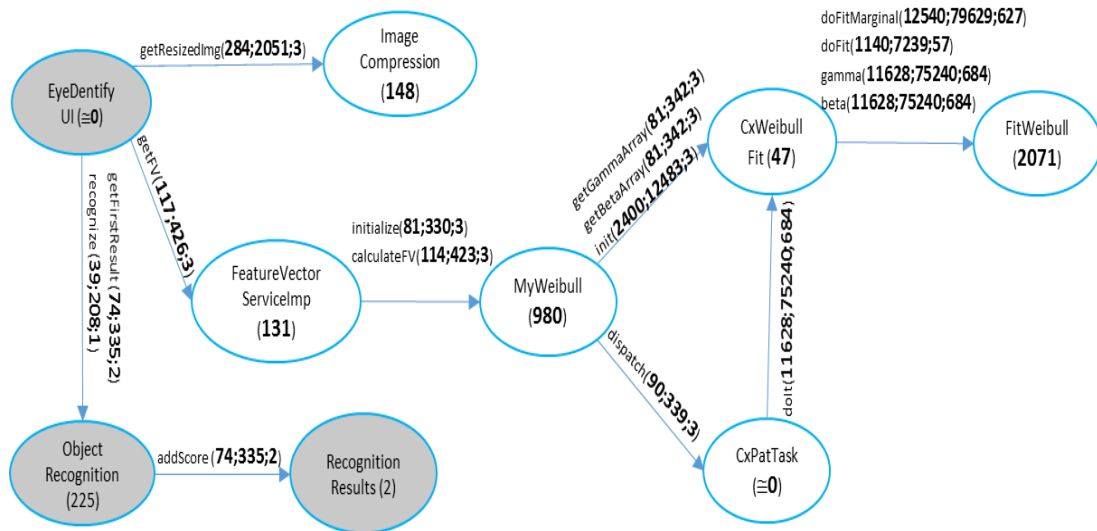 doFitMarginal(12540;79629;627)
doFit(1140;7239;57)
gamma(11628;75240;684)
beta(11628;75240;684)
getResizedImg(284;2051;3)
Image
Compression
(148)
EyeDentify
UI (≅0)
getFV(117;426;3)
getFirstResult (74;335;2)
recognize (39;208;1)
getGammaArray(81;342;3)
getBetaArray(81;342;3)
init(2400;12483;3)
CxWeibull
Fit (47)
FitWeibull
(2071)
initialize(81;330;3)
calculateFV(114;423;3)
FeatureVector
ServiceImp
(131)
MyWeibull
(980)
dispatch(90;339;3)
doIt(11628;75240;684)
Object
Recognition
(225)
addScore (74;335;2)
Recognition
Results (2)
CxPatTask
(≅0)